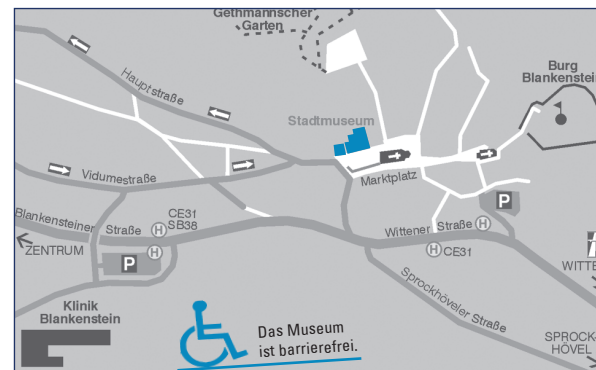 Gethmannscher
Garten
Burg
Blankenstein
Hauptstraße
Stadtmuseum
Marktplatz
Vidumestraße
Blankensteiner Straße
CE31
SB38
H
H
ZENTRUM
P
Wittener Straße
H
H
CE31
P
WITTE
Sprockhöveler Straße
Klinik
Blankenstein
Das Museum
ist barrierefrei.
SPROCK-
HÖVEL